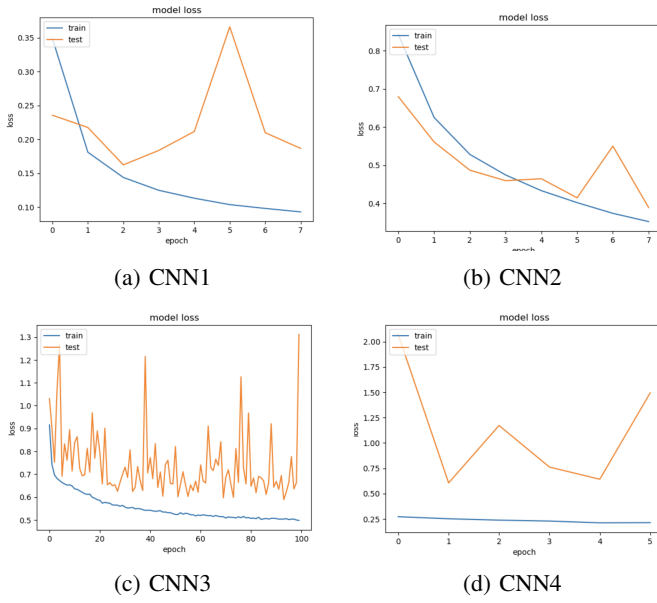 model loss
train
test
0.35
0.30
0.25
0.20
0.15
0.10
loss
0 1 2 3 4 5 6 7
epoch
(a) CNN1
model loss
train
test
0.8
0.7
0.6
0.5
0.4
loss
0 1 2 3 4 5 6 7
epoch
(b) CNN2
model loss
train
test
1.3
1.2
1.1
1.0
0.9
0.8
0.7
0.6
0.5
loss
0 20 40 60 80 100
epoch
(c) CNN3
model loss
train
test
2.00
1.75
1.50
1.25
1.00
0.75
0.50
0.25
loss
0 1 2 3 4 5
epoch
(d) CNN4